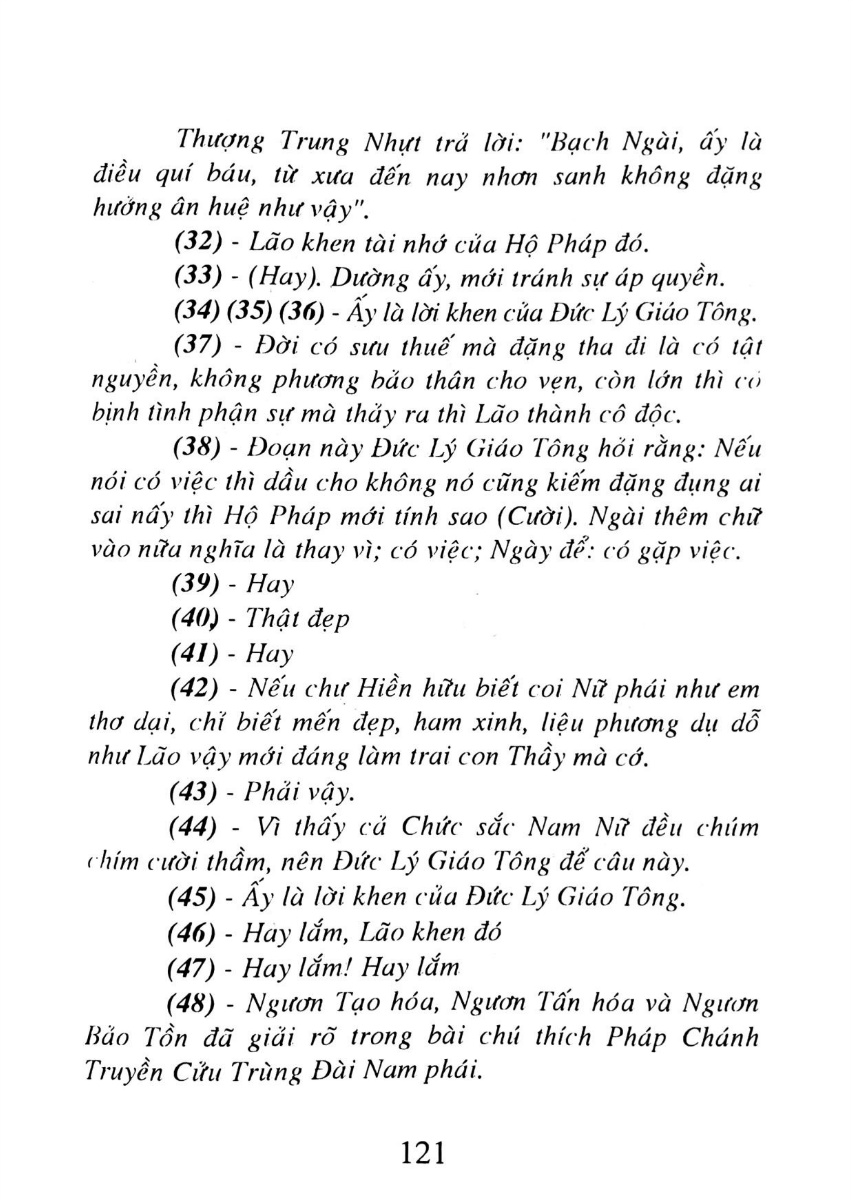 Thượng Trung Nhựt trả lời: "Bạch Ngài, ấy là
điều quí báu, từ xưa đến nay nhơn sanh không đặng
hưởng ân huệ như vậy".
(32) - Lão khen tài nhớ của Hộ Pháp đó.
(33) - (Hay). Dường ấy, mới tránh sự áp quyền.
(34) (35) (36) - Ấy là lời khen của Đức Lý Giáo Tông.
(37) - Đời có sưu thuế mà đặng tha đi là có tật
nguyền, không phương bảo thân cho vẹn, còn lớn thì có
bịnh tình phận sự mà thảy ra thì Lão thành cô độc.
(38) - Đoạn này Đức Lý Giáo Tông hỏi rằng: Nếu
nói có việc thì dầu cho không nó cũng kiếm đặng đụng ai
sai nấy thì Hộ Pháp mới tính sao (Cười). Ngài thêm chữ
vào nữa nghĩa là thay vì; có việc; Ngày để: có gặp việc.
(39) - Hay
(40) - Thật đẹp
(41) - Hay
(42) - Nếu chư Hiền hữu biết coi Nữ phái như em
thơ dại, chỉ biết mến đẹp, ham xinh, liệu phương dụ dỗ
như Lão vậy mới đáng làm trai con Thầy mà cớ.
(43) - Phải vậy.
(44) - Vì thấy cả Chức sắc Nam Nữ đều chúm
chím cười thầm, nên Đức Lý Giáo Tông để câu này.
(45) - Ấy là lời khen của Đức Lý Giáo Tông.
(46) - Hay lắm, Lão khen đó
(47) - Hay lắm! Hay lắm
(48) - Ngươn Tạo hóa, Ngươn Tấn hóa và Ngươn
Bảo Tồn đã giải rõ trong bài chú thích Pháp Chánh
Truyền Cửu Trùng Đài Nam phái.
121